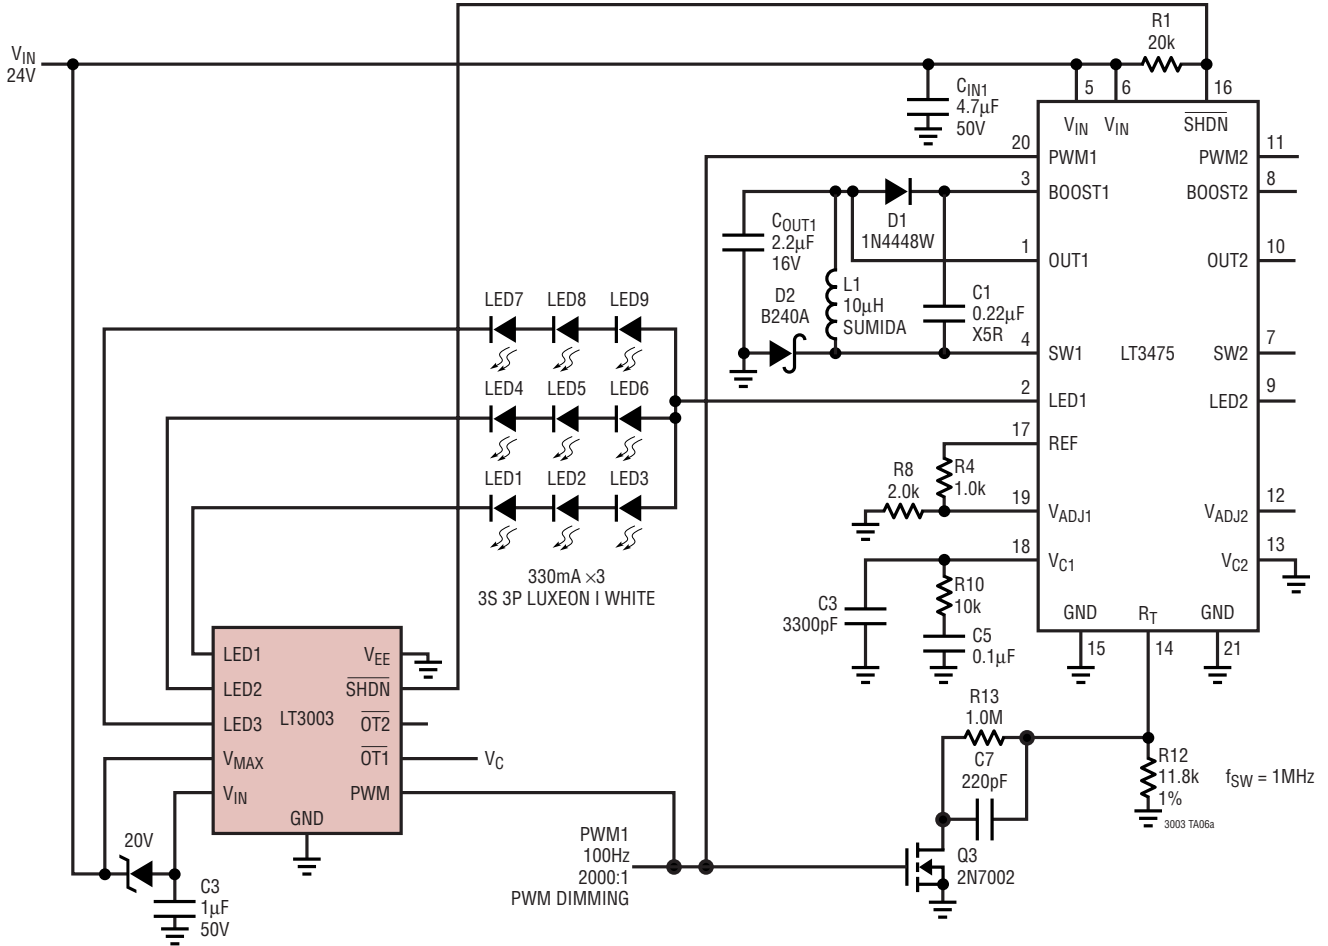 V_IN
24V
R1
20k
C_IN1
4.7µF
50V
5
6
16
V_IN
V_IN
SHDN
20
PWM1
PWM2
11
3
BOOST1
BOOST2
8
1
OUT1
OUT2
10
4
SW1
LT3475
SW2
7
2
LED1
LED2
9
17
REF
19
V_ADJ1
V_ADJ2
12
18
V_C1
V_C2
13
GND
R_T
GND
15
14
21
C_OUT1
2.2µF
16V
D1
1N4448W
D2
B240A
L1
10µH
SUMIDA
C1
0.22µF
X5R
R8
2.0k
R4
1.0k
C3
3300pF
R10
10k
C5
0.1µF
LED7
LED8
LED9
LED4
LED5
LED6
LED1
LED2
LED3
330mA ×3
3S 3P LUXEON I WHITE
LED1
V_EE
LED2
SHDN
LED3
LT3003
OT2
V_MAX
OT1
V_C
V_IN
PWM
GND
20V
C3
1µF
50V
PWM1
100Hz
2000:1
PWM DIMMING
R13
1.0M
C7
220pF
Q3
2N7002
R12
11.8k
1%
f_SW = 1MHz
3003 TA06a